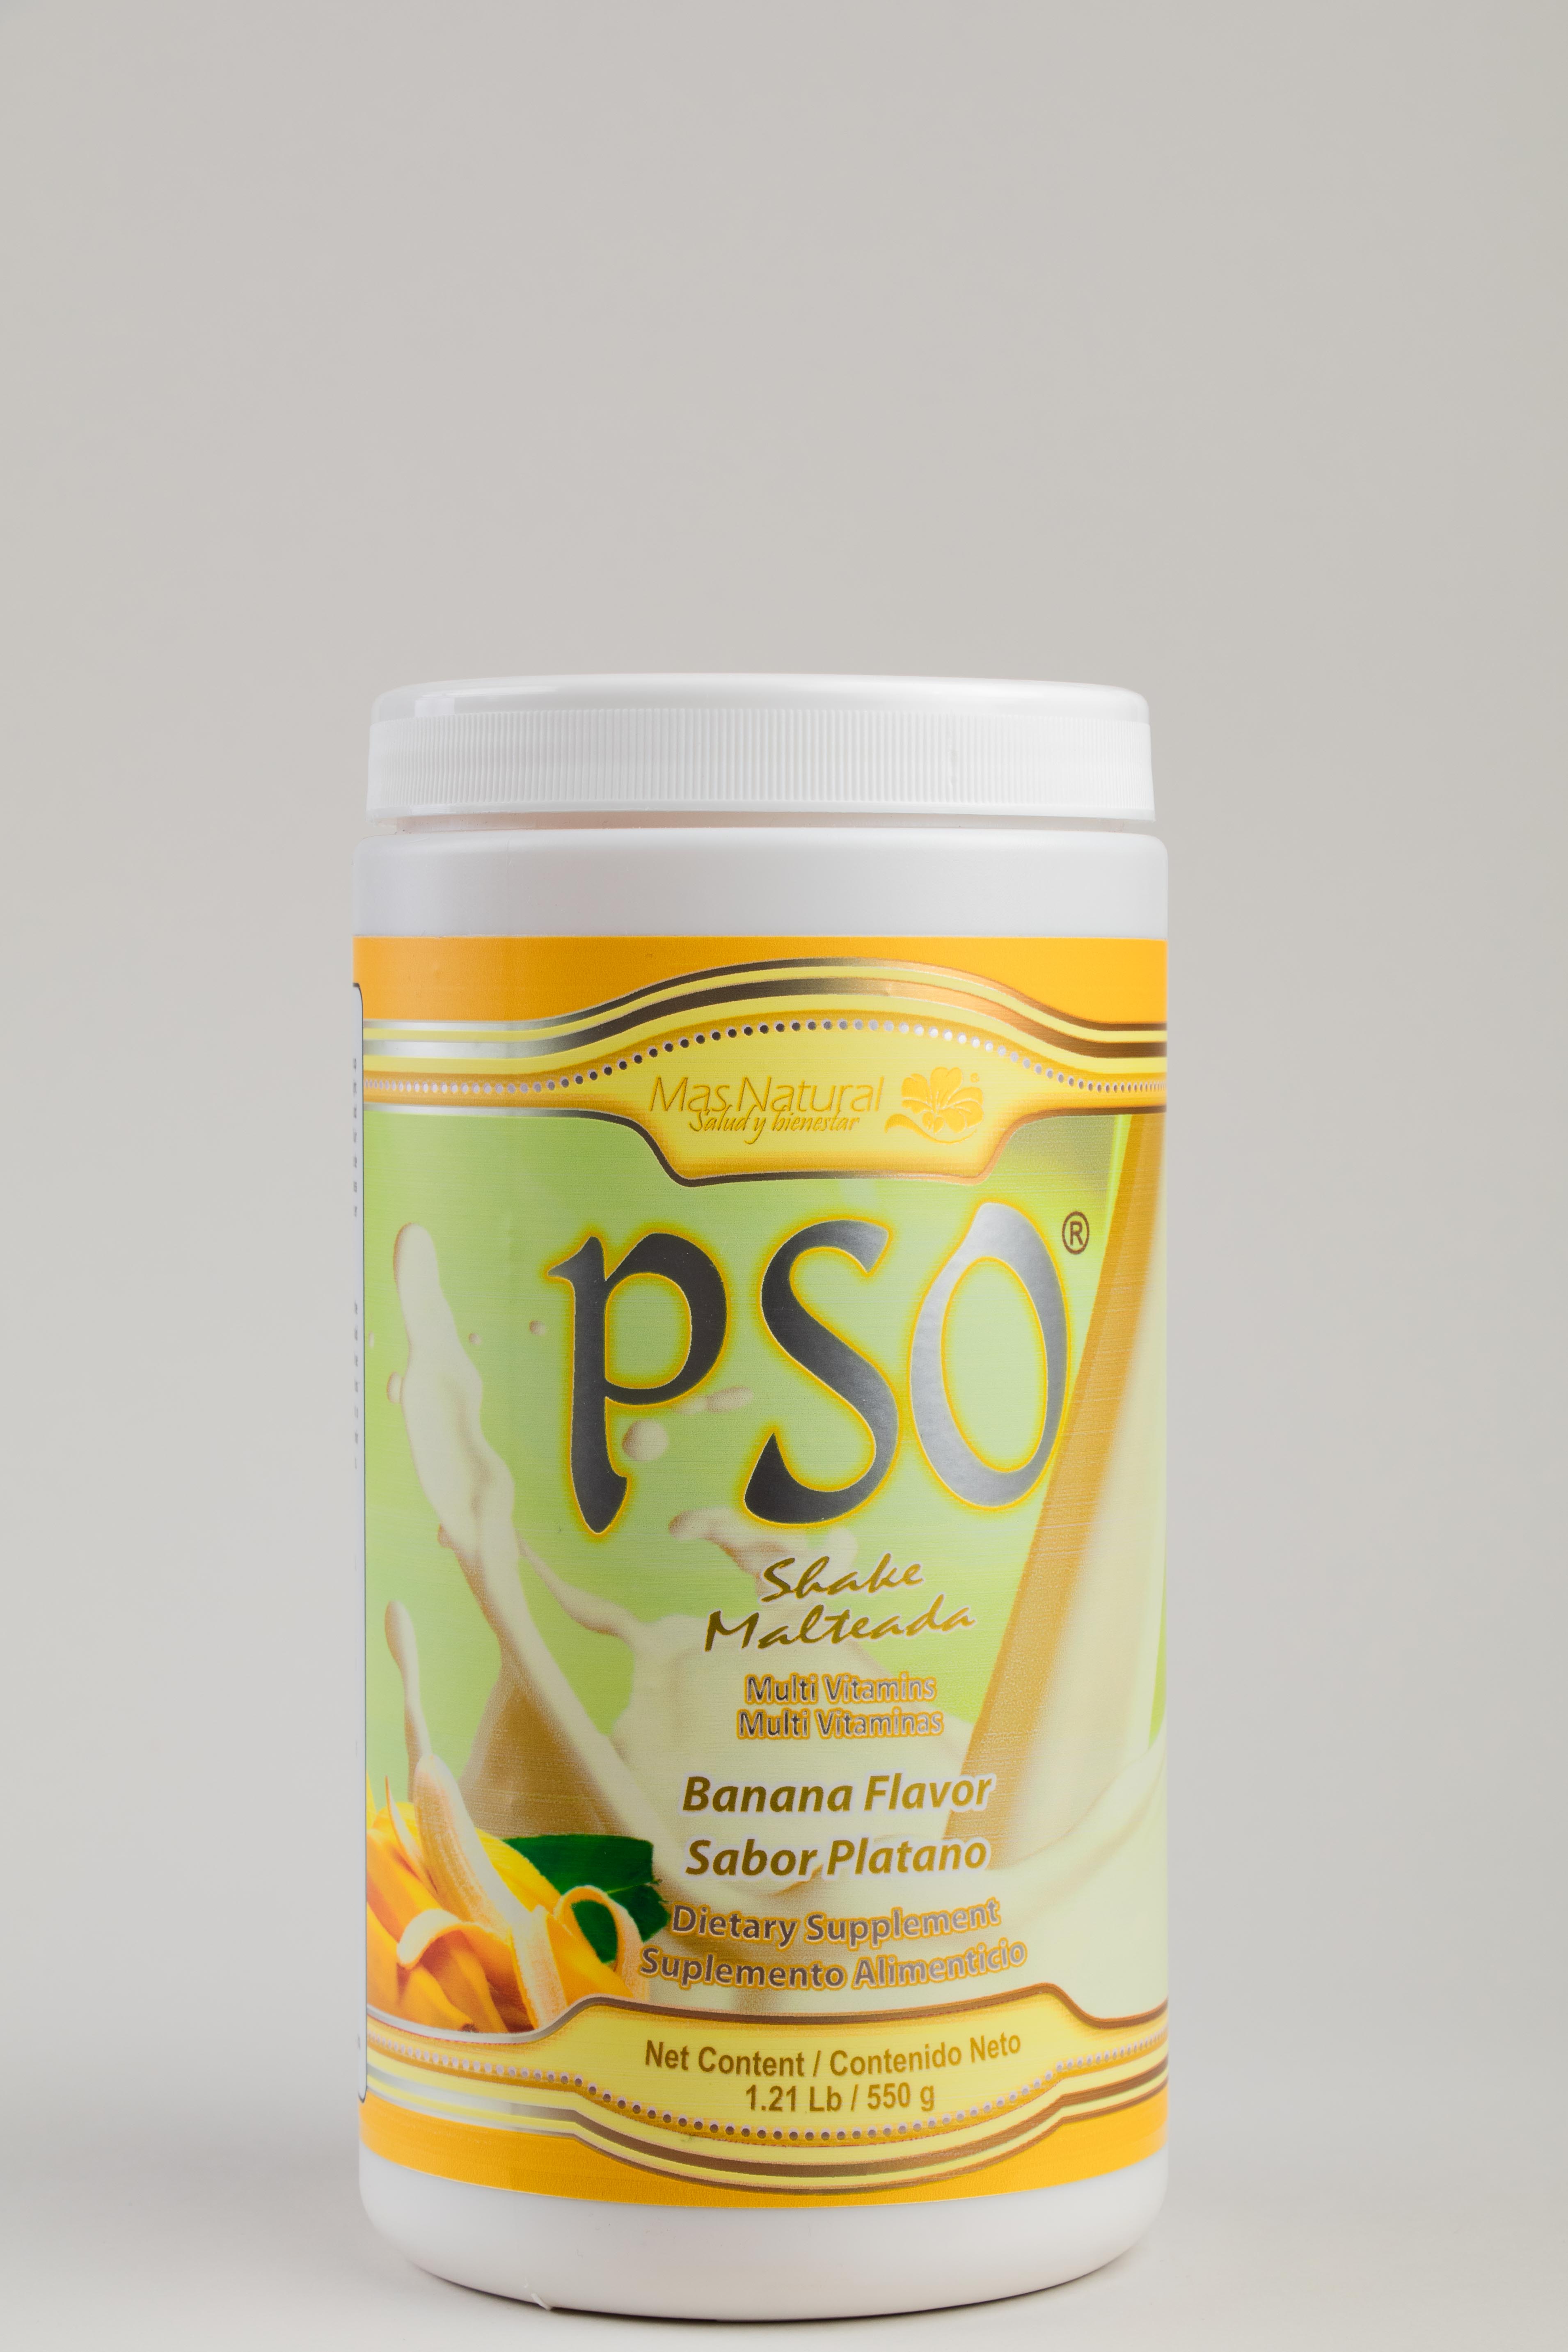 Mas Natural
Salud y bienestar
PSO®
Shake
Malteada
Multi Vitamins
Multi Vitaminas
Banana Flavor
Sabor Platano
Dietary Supplement
Suplemento Alimenticio
Net Content / Contenido Neto
1.21 Lb / 550 g